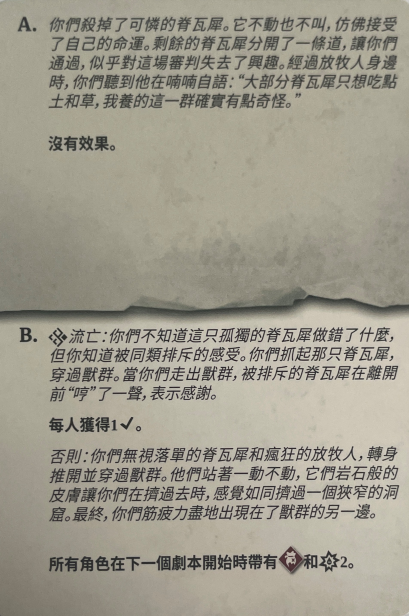 A. 你們殺掉了可憐的脊瓦犀。它不動也不叫，仿佛接受
了自己的命運。剩餘的脊瓦犀分開了一條道，讓你們
通過，似乎對這場審判失去了興趣。經過放牧人身邊
時，你們聽到他在喃喃自語：“大部分脊瓦犀只想吃點
土和草，我養的這一群確實有點奇怪。”
沒有效果。
B. 流亡：你們不知道這只孤獨的脊瓦犀做錯了什麼，
但你知道被同類排斥的感受。你們抓起那只脊瓦犀，
穿過獸群。當你們走出獸群，被排斥的脊瓦犀在離開
前“哼”了一聲，表示感謝。
每人獲得1✓。
否則：你們無視落單的脊瓦犀和瘋狂的放牧人，轉身
推開並穿過獸群。他們站著一動不動，它們岩石般的
皮膚讓你們在擠過去時，感覺如同擠過一個狹窄的洞
窟。最終，你們筋疲力盡地出現在了獸群的另一邊。
所有角色在下一個劇本開始時帶有和2。